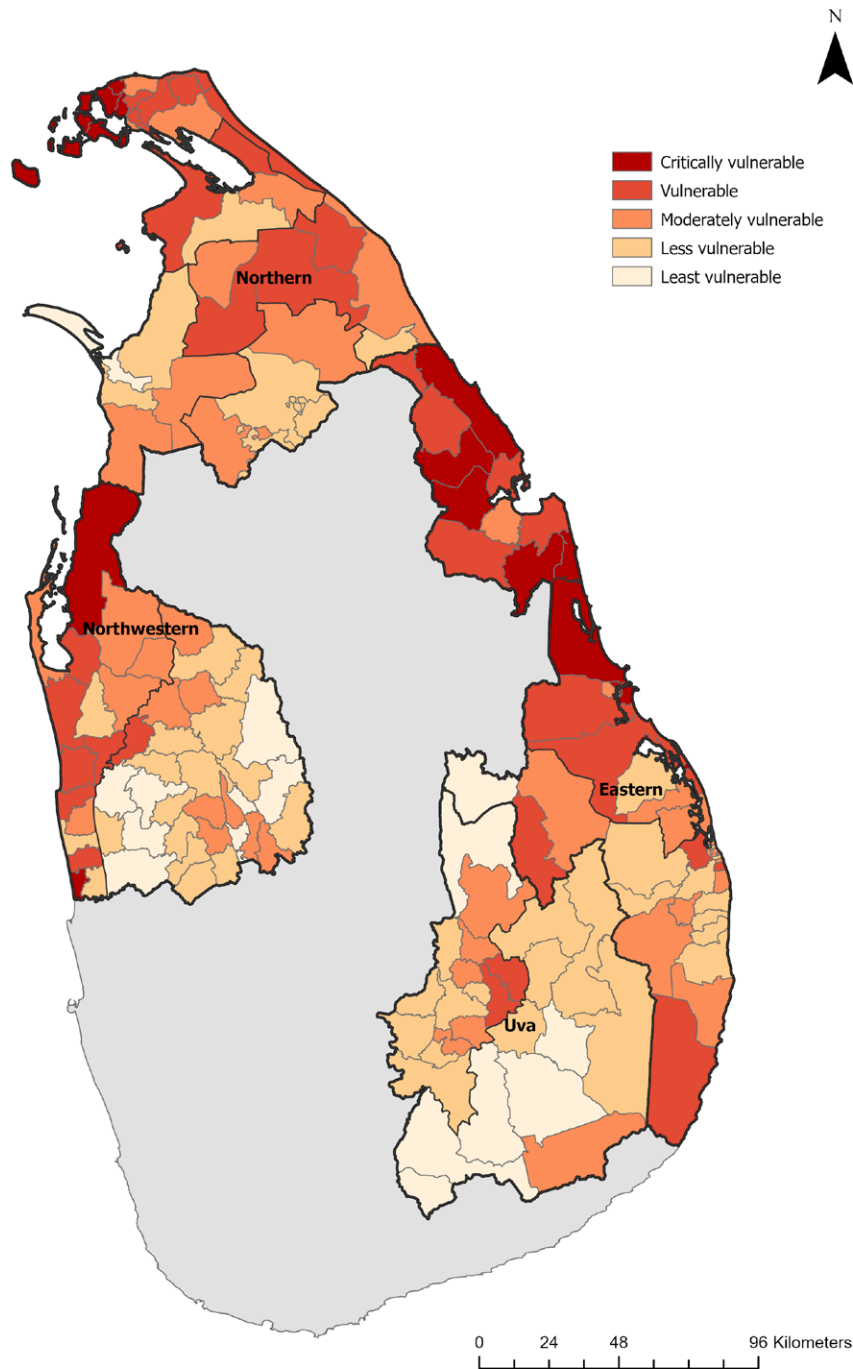 N
Critically vulnerable
Vulnerable
Moderately vulnerable
Less vulnerable
Least vulnerable
Northern
Northwestern
Eastern
Uva
0 24 48 96 Kilometers